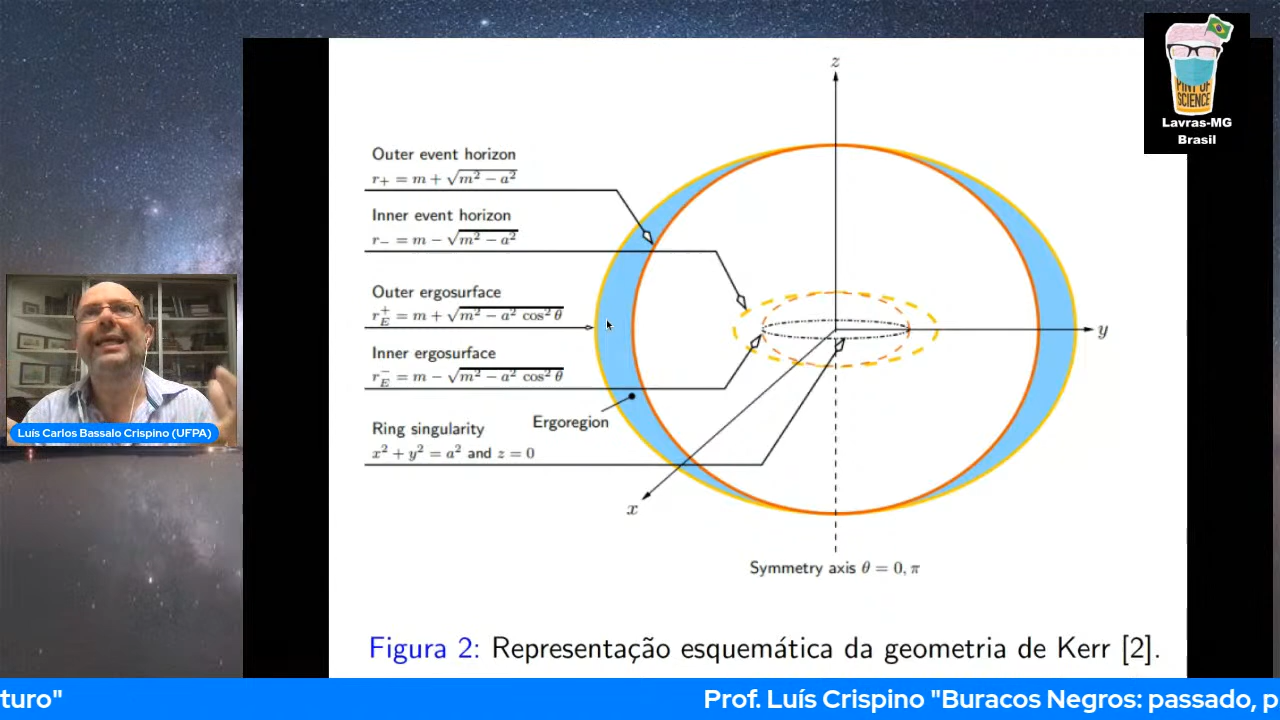 PINT OF
SCIENCE
Lavras-MG
Brasil
z
Outer event horizon
r₊ = m + √(m² − a²)
Inner event horizon
r₋ = m − √(m² − a²)
Outer ergosurface
r_E⁺ = m + √(m² − a² cos² θ)
Inner ergosurface
r_E⁻ = m − √(m² − a² cos² θ)
y
Ergoregion
Ring singularity
x² + y² = a² and z = 0
x
Symmetry axis θ = 0, π
Figura 2: Representação esquemática da geometria de Kerr [2].
Luís Carlos Bassalo Crispino (UFPA)
turo" Prof. Luís Crispino "Buracos Negros: passado, p